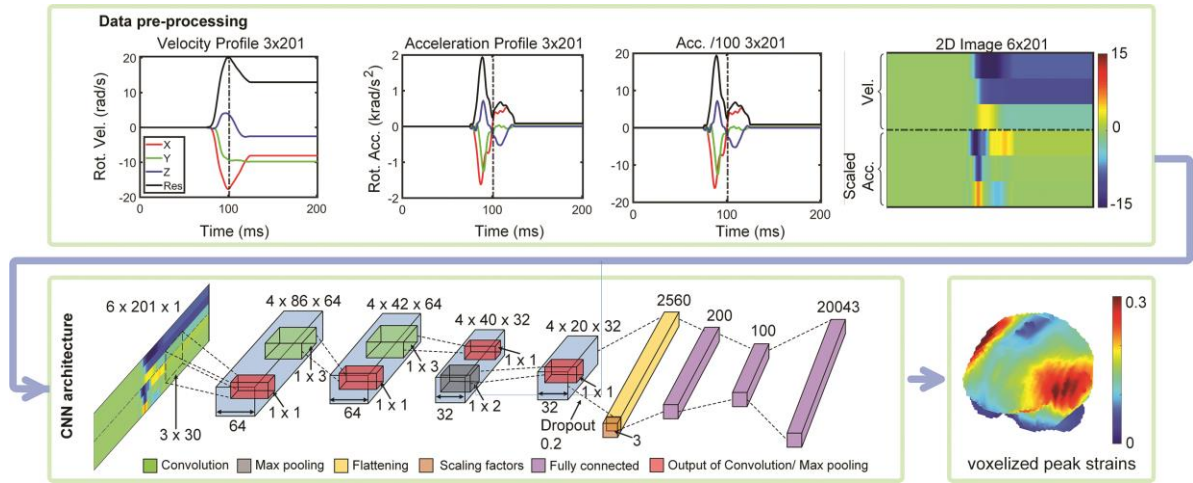 Data pre-processing
Velocity Profile 3x201
Rot. Vel. (rad/s)
20
10
0
-10
-20
X
Y
Z
Res
0
100
200
Time (ms)
Acceleration Profile 3x201
Rot. Acc. (krad/s²)
2
1
0
-1
-2
0
100
200
Time (ms)
Acc. /100 3x201
20
10
0
-10
-20
0
100
200
Time (ms)
2D Image 6x201
Vel.
Scaled
Acc.
15
0
-15
CNN architecture
6 x 201 x 1
3 x 30
4 x 86 x 64
1 x 3
1 x 1
64
4 x 42 x 64
1 x 3
1 x 1
64
4 x 40 x 32
1 x 1
1 x 2
32
4 x 20 x 32
1 x 1
32
Dropout
0.2
2560
3
200
100
20043
Convolution
Max pooling
Flattening
Scaling factors
Fully connected
Output of Convolution/ Max pooling
0.3
0
voxelized peak strains